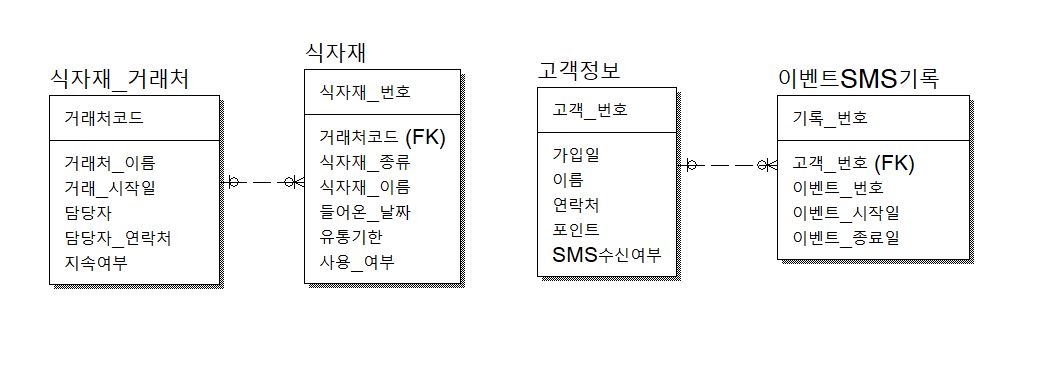 식자재_거래처
거래처코드
거래처_이름
거래_시작일
담당자
담당자_연락처
지속여부
식자재
식자재_번호
거래처코드 (FK)
식자재_종류
식자재_이름
들어온_날짜
유통기한
사용_여부
고객정보
고객_번호
가입일
이름
연락처
포인트
SMS수신여부
이벤트SMS기록
기록_번호
고객_번호 (FK)
이벤트_번호
이벤트_시작일
이벤트_종료일